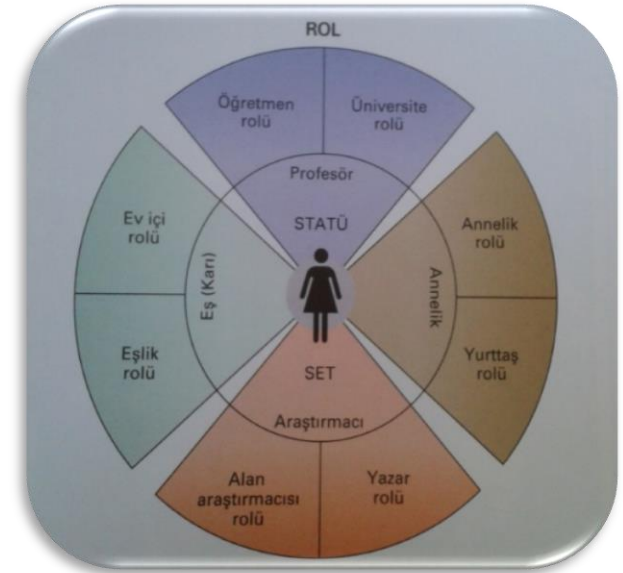 ROL
Öğretmen
rolü
Üniversite
rolü
Profesör
STATÜ
Ev içi
rolü
Eşlik
rolü
Eş (Karı)
Annelik
Annelik
rolü
Yurttaş
rolü
SET
Araştırmacı
Alan
araştırmacısı
rolü
Yazar
rolü